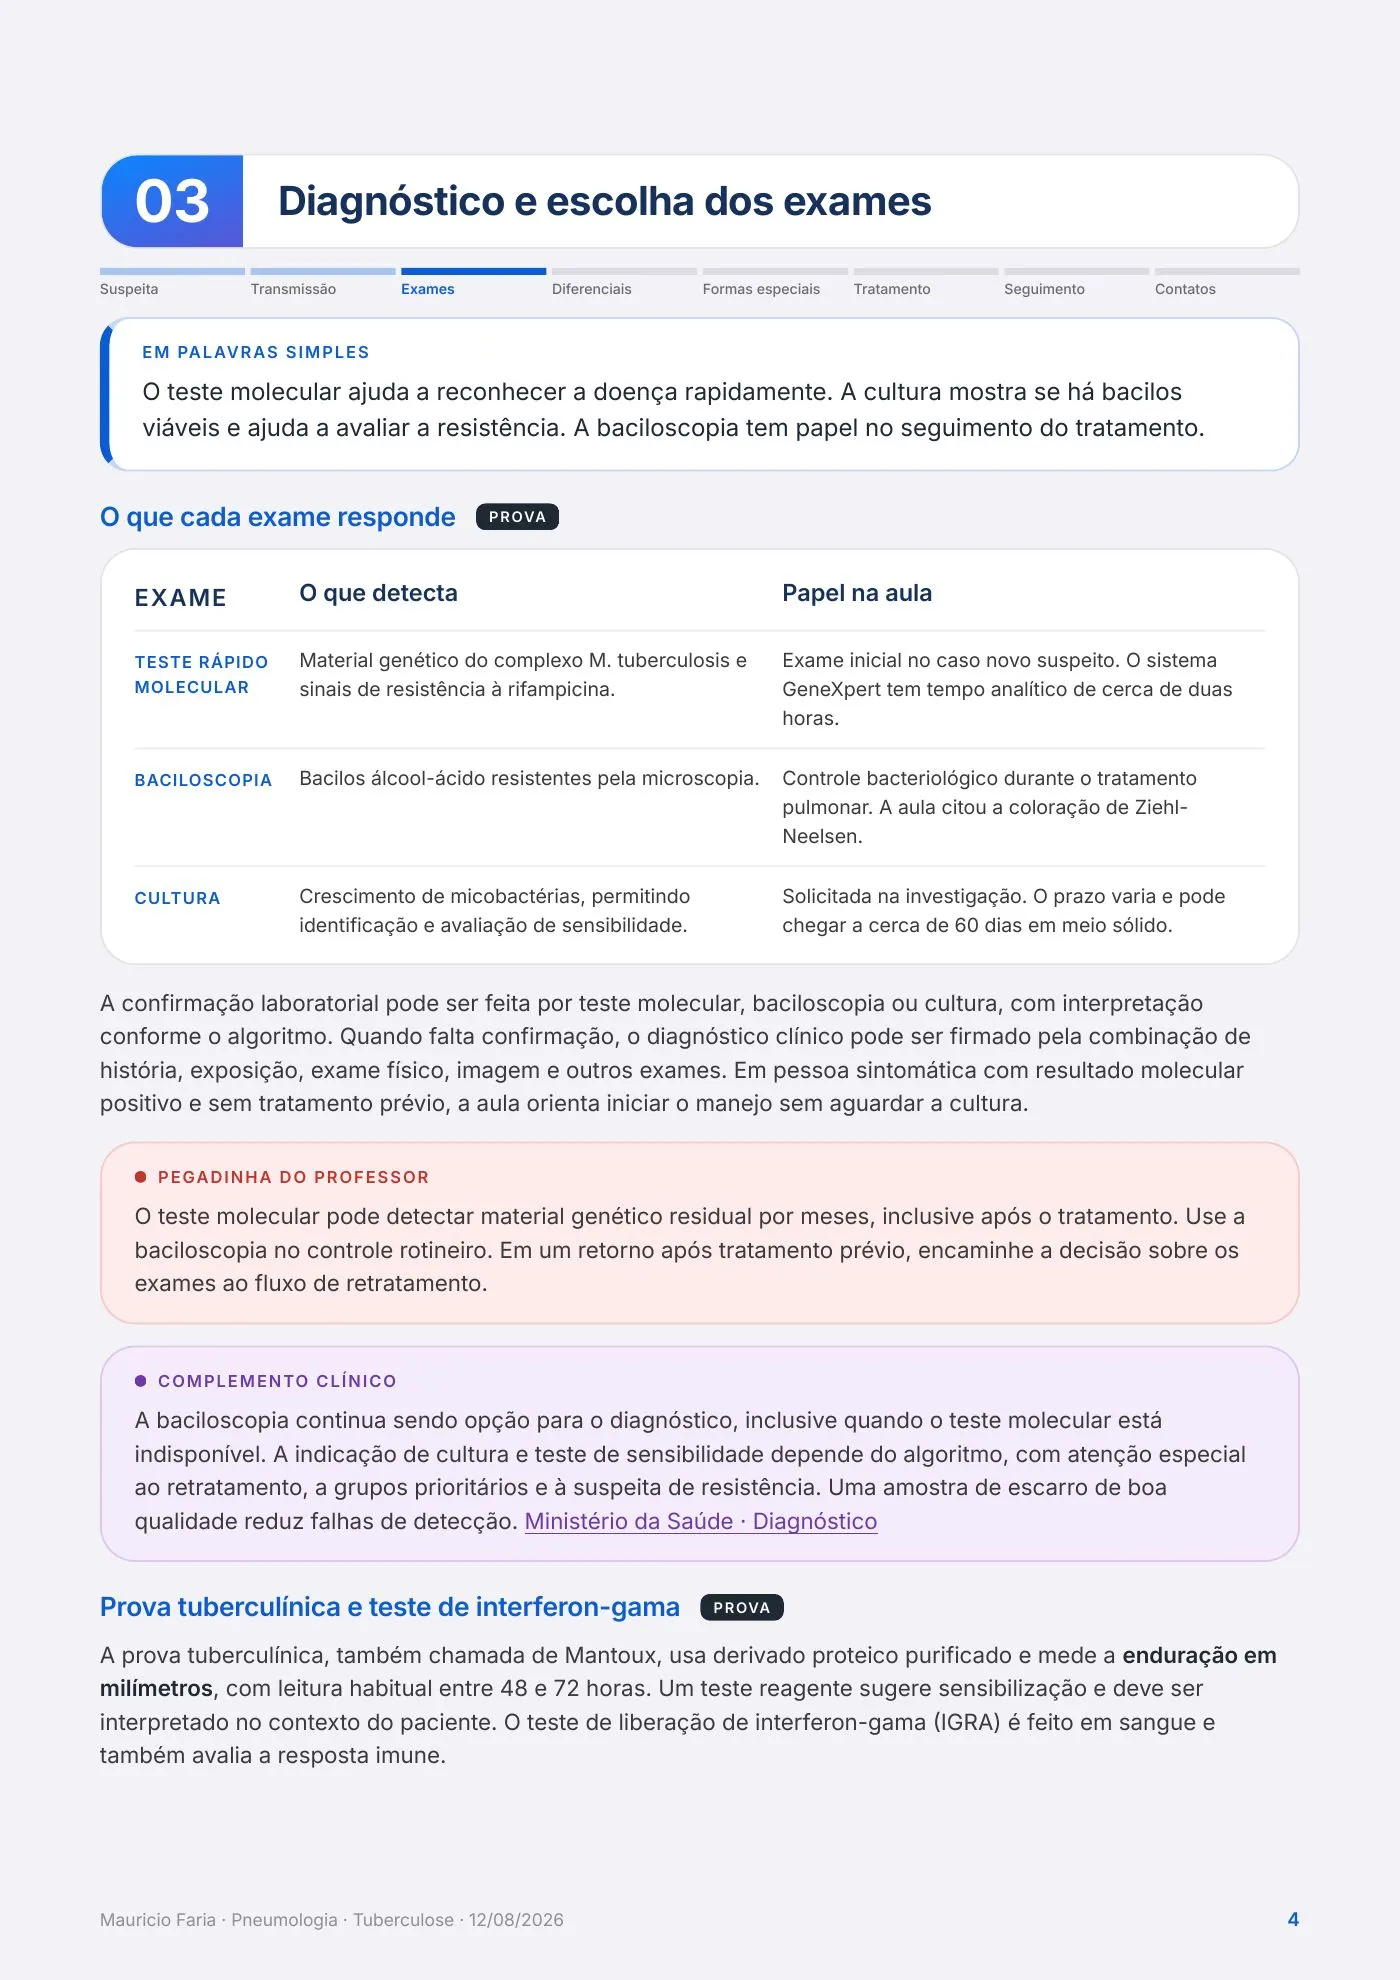 03
Diagnóstico e escolha dos exames
Suspeita
Transmissão
Exames
Diferenciais
Formas especiais
Tratamento
Seguimento
Contatos
EM PALAVRAS SIMPLES
O teste molecular ajuda a reconhecer a doença rapidamente. A cultura mostra se há bacilos
viáveis e ajuda a avaliar a resistência. A baciloscopia tem papel no seguimento do tratamento.
O que cada exame responde PROVA
EXAME
O que detecta
Papel na aula
TESTE RÁPIDO
MOLECULAR
Material genético do complexo M. tuberculosis e
sinais de resistência à rifampicina.
Exame inicial no caso novo suspeito. O sistema
GeneXpert tem tempo analítico de cerca de duas
horas.
BACILOSCOPIA
Bacilos álcool-ácido resistentes pela microscopia.
Controle bacteriológico durante o tratamento
pulmonar. A aula citou a coloração de Ziehl-
Neelsen.
CULTURA
Crescimento de micobactérias, permitindo
identificação e avaliação de sensibilidade.
Solicitada na investigação. O prazo varia e pode
chegar a cerca de 60 dias em meio sólido.
A confirmação laboratorial pode ser feita por teste molecular, baciloscopia ou cultura, com interpretação
conforme o algoritmo. Quando falta confirmação, o diagnóstico clínico pode ser firmado pela combinação de
história, exposição, exame físico, imagem e outros exames. Em pessoa sintomática com resultado molecular
positivo e sem tratamento prévio, a aula orienta iniciar o manejo sem aguardar a cultura.
PEGADINHA DO PROFESSOR
O teste molecular pode detectar material genético residual por meses, inclusive após o tratamento. Use a
baciloscopia no controle rotineiro. Em um retorno após tratamento prévio, encaminhe a decisão sobre os
exames ao fluxo de retratamento.
COMPLEMENTO CLÍNICO
A baciloscopia continua sendo opção para o diagnóstico, inclusive quando o teste molecular está
indisponível. A indicação de cultura e teste de sensibilidade depende do algoritmo, com atenção especial
ao retratamento, a grupos prioritários e à suspeita de resistência. Uma amostra de escarro de boa
qualidade reduz falhas de detecção. Ministério da Saúde · Diagnóstico
Prova tuberculínica e teste de interferon-gama PROVA
A prova tuberculínica, também chamada de Mantoux, usa derivado proteico purificado e mede a enduração em
milímetros, com leitura habitual entre 48 e 72 horas. Um teste reagente sugere sensibilização e deve ser
interpretado no contexto do paciente. O teste de liberação de interferon-gama (IGRA) é feito em sangue e
também avalia a resposta imune.
Mauricio Faria · Pneumologia · Tuberculose · 12/08/2026
4